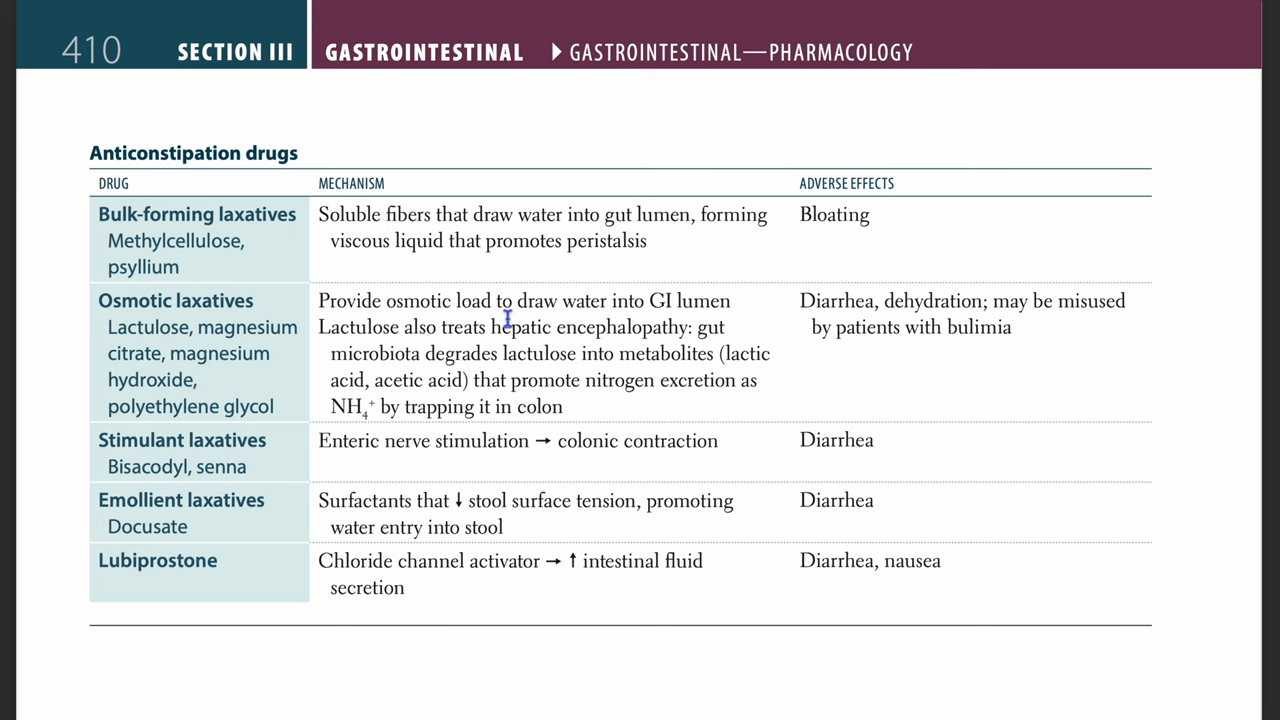 410 SECTION III GASTROINTESTINAL ▶ GASTROINTESTINAL—PHARMACOLOGY
Anticonstipation drugs
DRUG MECHANISM ADVERSE EFFECTS
Bulk-forming laxatives
Methylcellulose,
psyllium
Soluble fibers that draw water into gut lumen, forming
viscous liquid that promotes peristalsis
Bloating
Osmotic laxatives
Lactulose, magnesium
citrate, magnesium
hydroxide,
polyethylene glycol
Provide osmotic load to draw water into GI lumen
Lactulose also treats hepatic encephalopathy: gut
microbiota degrades lactulose into metabolites (lactic
acid, acetic acid) that promote nitrogen excretion as
NH₄⁺ by trapping it in colon
Diarrhea, dehydration; may be misused
by patients with bulimia
Stimulant laxatives
Bisacodyl, senna
Enteric nerve stimulation → colonic contraction
Diarrhea
Emollient laxatives
Docusate
Surfactants that ↓ stool surface tension, promoting
water entry into stool
Diarrhea
Lubiprostone
Chloride channel activator → ↑ intestinal fluid
secretion
Diarrhea, nausea